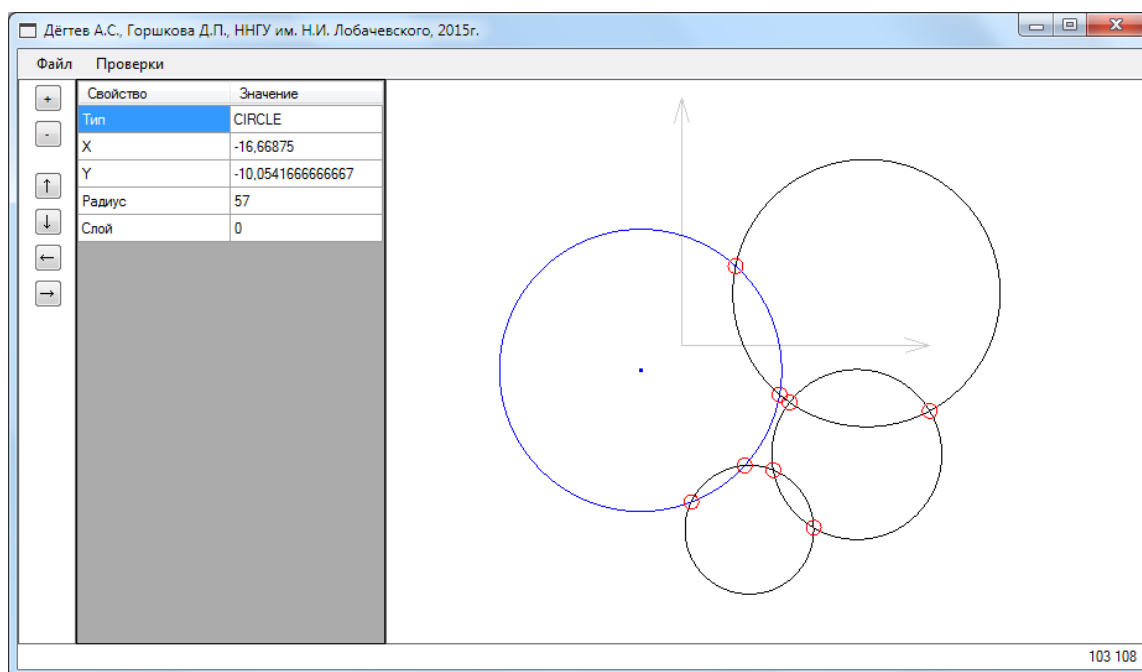 Дёгтев А.С., Горшкова Д.П., ННГУ им. Н.И. Лобачевского, 2015г.
Файл Проверки
+
-
↑
↓
←
→
Свойство Значение
Тип CIRCLE
X -16,66875
Y -10,0541666666667
Радиус 57
Слой 0
103 108